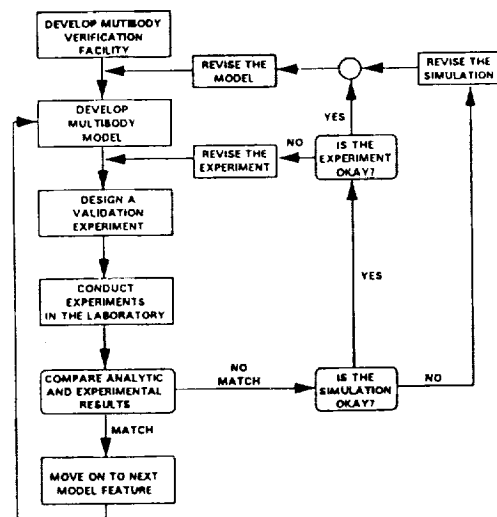 DEVELOP MUTIBODY
VERIFICATION
FACILITY
REVISE THE
MODEL
REVISE THE
SIMULATION
DEVELOP
MULTIBODY
MODEL
YES
NO
IS THE
EXPERIMENT
OKAY?
REVISE THE
EXPERIMENT
DESIGN A
VALIDATION
EXPERIMENT
YES
CONDUCT
EXPERIMENTS
IN THE LABORATORY
COMPARE ANALYTIC
AND EXPERIMENTAL
RESULTS
NO
MATCH
IS THE
SIMULATION
OKAY?
NO
MATCH
MOVE ON TO NEXT
MODEL FEATURE